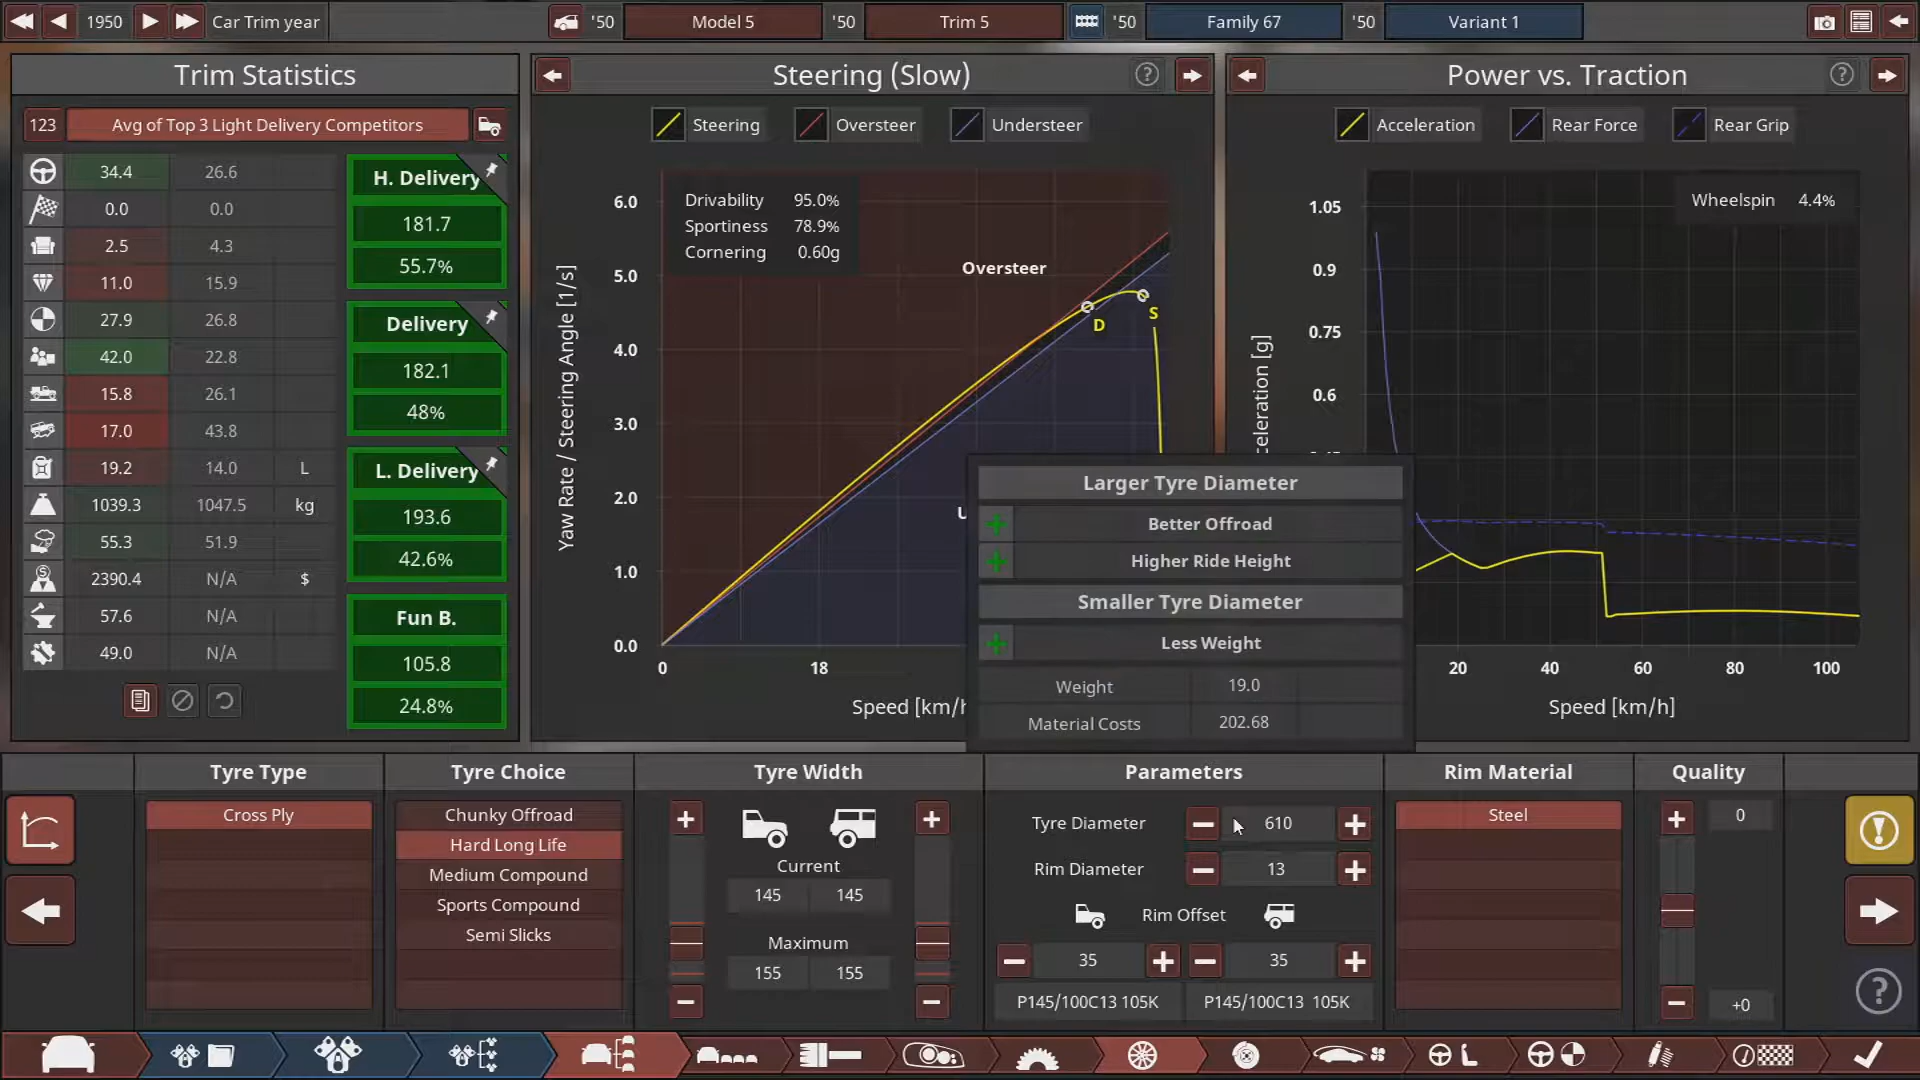 1950 Car Trim year '50 Model 5 '50 Trim 5 '50 Family 67 '50 Variant 1
Trim Statistics
123 Avg of Top 3 Light Delivery Competitors
34.4 26.6
0.0 0.0
2.5 4.3
11.0 15.9
27.9 26.8
42.0 22.8
15.8 26.1
17.0 43.8
19.2 14.0 L
1039.3 1047.5 kg
55.3 51.9
2390.4 N/A $
57.6 N/A
49.0 N/A
H. Delivery
181.7
55.7%
Delivery
182.1
48%
L. Delivery
193.6
42.6%
Fun B.
105.8
24.8%
Steering (Slow) ?
Steering Oversteer Understeer
Drivability 95.0%
Sportiness 78.9%
Cornering 0.60g
Oversteer
D
S
U
Yaw Rate / Steering Angle [1/s]
6.0
5.0
4.0
3.0
2.0
1.0
0.0
0 18
Speed [km/h
Power vs. Traction ?
Acceleration Rear Force Rear Grip
Wheelspin 4.4%
celeration [g]
1.05
0.9
0.75
0.6
20 40 60 80 100
Speed [km/h]
Larger Tyre Diameter
+ Better Offroad
+ Higher Ride Height
Smaller Tyre Diameter
+ Less Weight
Weight 19.0
Material Costs 202.68
Tyre Type
Cross Ply
Tyre Choice
Chunky Offroad
Hard Long Life
Medium Compound
Sports Compound
Semi Slicks
Tyre Width
Current
145 145
Maximum
155 155
Parameters
Tyre Diameter 610
Rim Diameter 13
Rim Offset
35 35
P145/100C13 105K P145/100C13 105K
Rim Material
Steel
Quality
0
+0
?